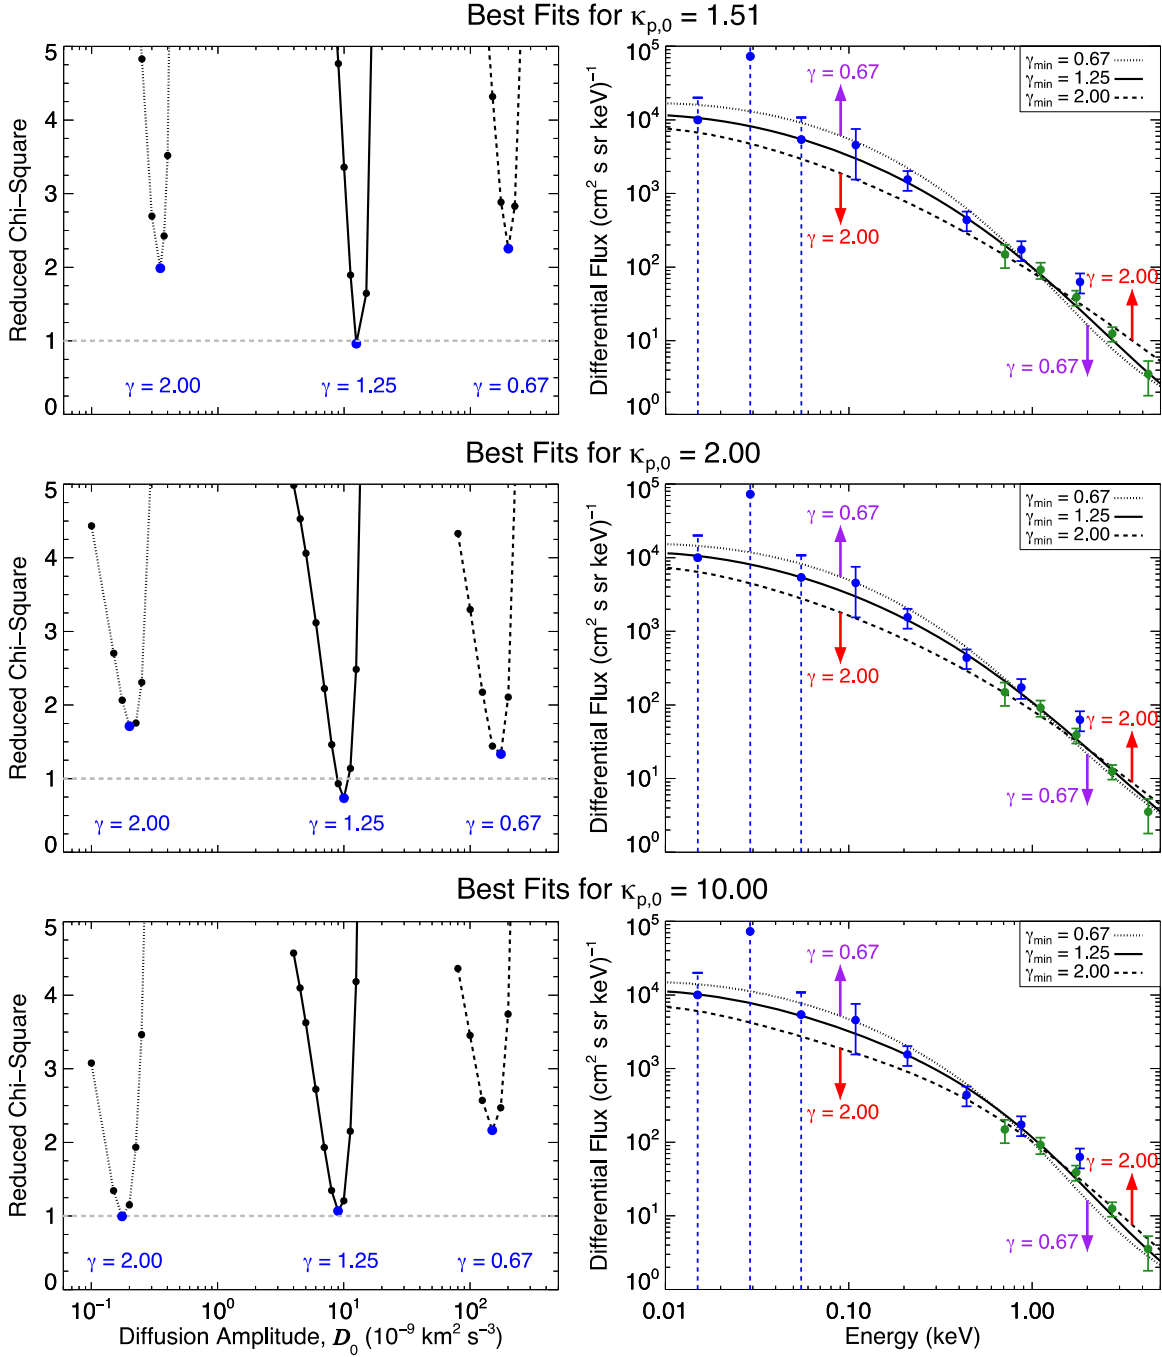 Best Fits for κp,0 = 1.51
5
4
3
2
1
0
Reduced Chi−Square
γ = 2.00
γ = 1.25
γ = 0.67
10^5
10^4
10^3
10^2
10^1
10^0
Differential Flux (cm^2 s sr keV)^−1
γ = 0.67
γ = 2.00
γ = 2.00
γ = 0.67
γmin = 0.67
γmin = 1.25
γmin = 2.00
Best Fits for κp,0 = 2.00
5
4
3
2
1
0
Reduced Chi−Square
γ = 2.00
γ = 1.25
γ = 0.67
10^5
10^4
10^3
10^2
10^1
10^0
Differential Flux (cm^2 s sr keV)^−1
γ = 0.67
γ = 2.00
γ = 2.00
γ = 0.67
γmin = 0.67
γmin = 1.25
γmin = 2.00
Best Fits for κp,0 = 10.00
5
4
3
2
1
0
Reduced Chi−Square
γ = 2.00
γ = 1.25
γ = 0.67
10^−1 10^0 10^1 10^2
Diffusion Amplitude, D0 (10^−9 km^2 s^−3)
10^5
10^4
10^3
10^2
10^1
10^0
Differential Flux (cm^2 s sr keV)^−1
γ = 0.67
γ = 2.00
γ = 2.00
γ = 0.67
γmin = 0.67
γmin = 1.25
γmin = 2.00
0.01 0.10 1.00
Energy (keV)